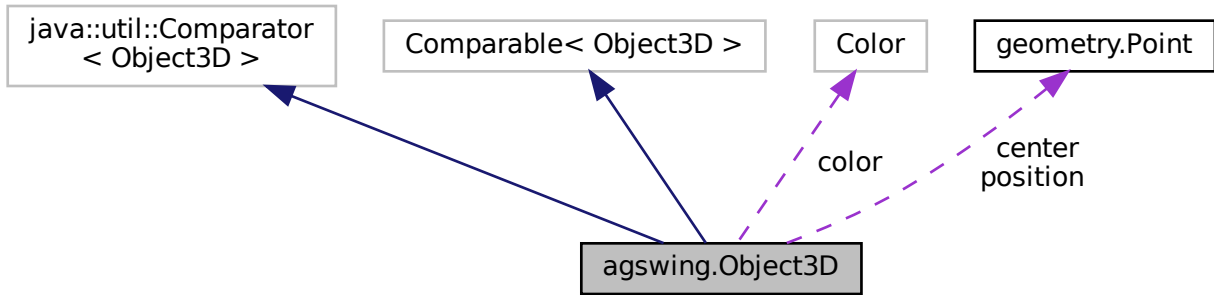 java::util::Comparator
< Object3D >
Comparable< Object3D >
Color
geometry.Point
color
center
position
agswing.Object3D